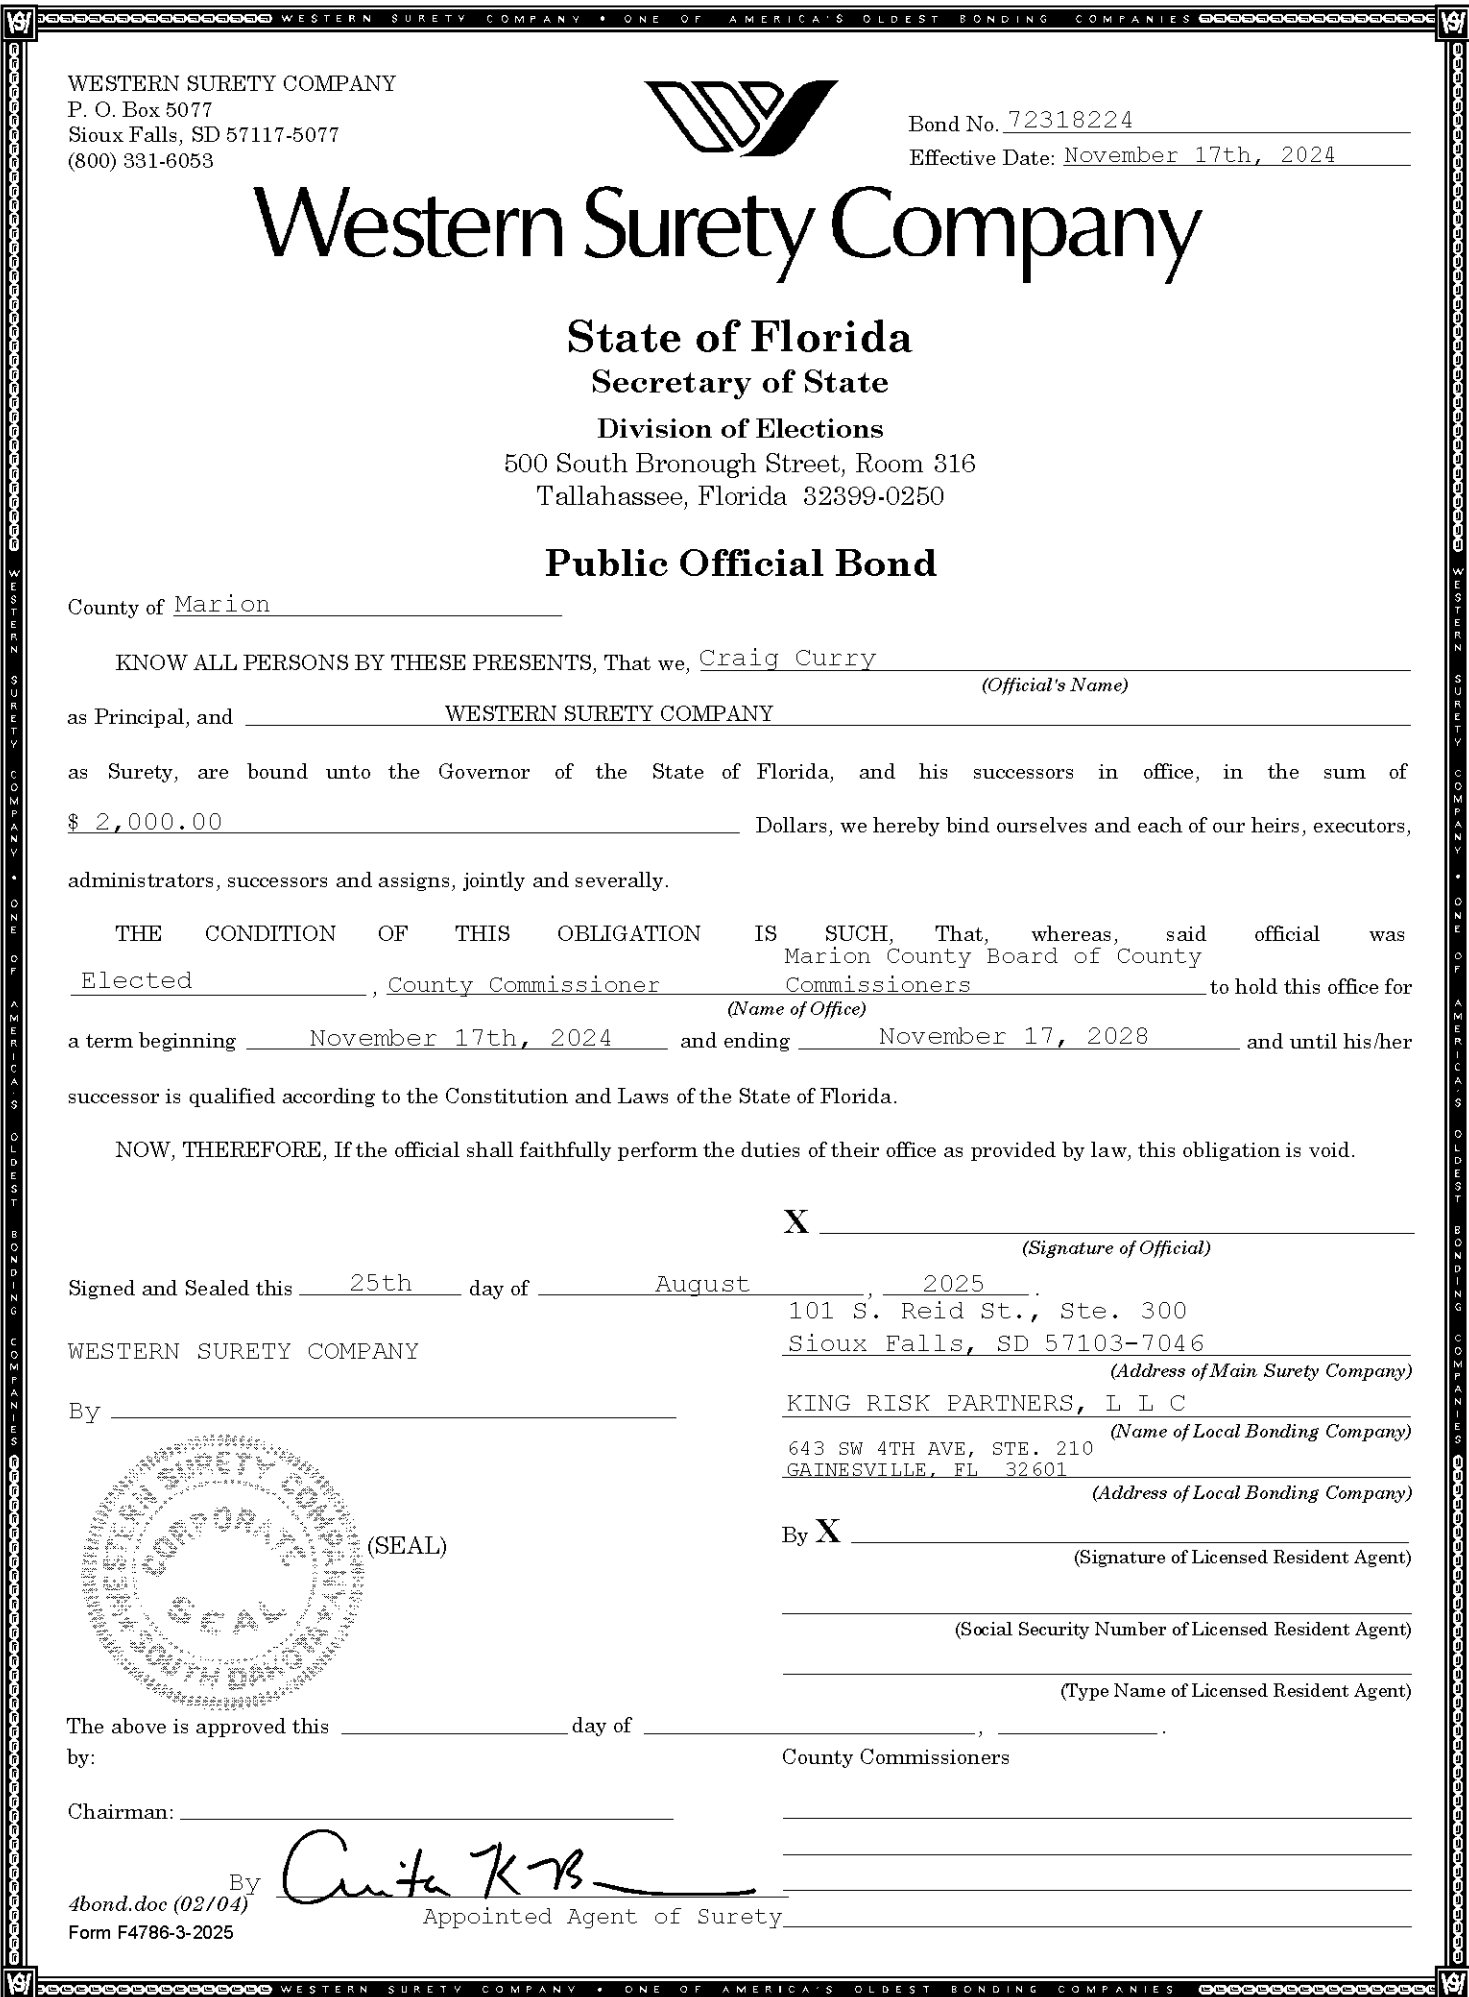 WESTERN SURETY COMPANY • ONE OF AMERICA'S OLDEST BONDING COMPANIES
WESTERN SURETY COMPANY
P. O. Box 5077
Sioux Falls, SD 57117-5077
(800) 331-6053
Bond No. 72318224
Effective Date: November 17th, 2024
Western Surety Company
State of Florida
Secretary of State
Division of Elections
500 South Bronough Street, Room 316
Tallahassee, Florida 32399-0250
Public Official Bond
County of Marion
KNOW ALL PERSONS BY THESE PRESENTS, That we, Craig Curry
(Official's Name)
as Principal, and WESTERN SURETY COMPANY
as Surety, are bound unto the Governor of the State of Florida, and his successors in office, in the sum of
$ 2,000.00 Dollars, we hereby bind ourselves and each of our heirs, executors,
administrators, successors and assigns, jointly and severally.
THE CONDITION OF THIS OBLIGATION IS SUCH, That, whereas, said official was
Marion County Board of County
Elected , County Commissioner Commissioners to hold this office for
(Name of Office)
a term beginning November 17th, 2024 and ending November 17, 2028 and until his/her
successor is qualified according to the Constitution and Laws of the State of Florida.
NOW, THEREFORE, If the official shall faithfully perform the duties of their office as provided by law, this obligation is void.
X
(Signature of Official)
Signed and Sealed this 25th day of August , 2025 .
101 S. Reid St., Ste. 300
WESTERN SURETY COMPANY
Sioux Falls, SD 57103-7046
(Address of Main Surety Company)
By
KING RISK PARTNERS, L L C
(Name of Local Bonding Company)
643 SW 4TH AVE, STE. 210
GAINESVILLE, FL 32601
(Address of Local Bonding Company)
(SEAL)
By X
(Signature of Licensed Resident Agent)
(Social Security Number of Licensed Resident Agent)
(Type Name of Licensed Resident Agent)
The above is approved this day of , .
by:
County Commissioners
Chairman:
By Anita K B
4bond.doc (02/04)
Appointed Agent of Surety
Form F4786-3-2025
WESTERN SURETY COMPANY • ONE OF AMERICA'S OLDEST BONDING COMPANIES